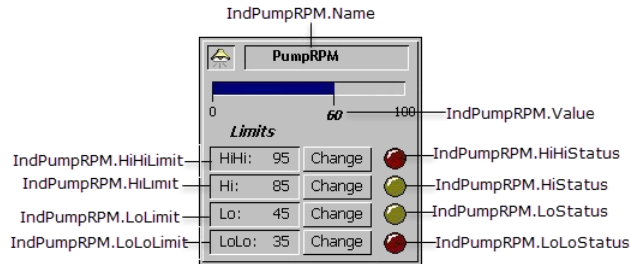 IndPumpRPM.Name
PumpRPM
0 60 100
IndPumpRPM.Value
Limits
IndPumpRPM.HiHiLimit HiHi: 95 Change IndPumpRPM.HiHiStatus
IndPumpRPM.HiLimit Hi: 85 Change IndPumpRPM.HiStatus
IndPumpRPM.LoLimit Lo: 45 Change IndPumpRPM.LoStatus
IndPumpRPM.LoLoLimit LoLo: 35 Change IndPumpRPM.LoLoStatus